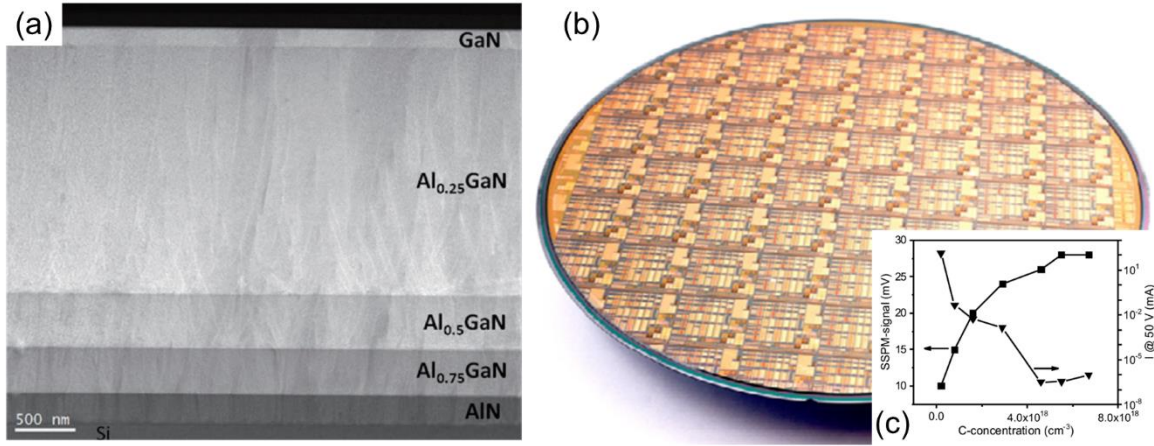 (a)
GaN
Al0.25GaN
Al0.5GaN
Al0.75GaN
AlN
500 nm
Si
(b)
30
25
20
15
10
SSPM-signal (mV)
10¹
10⁻²
10⁻⁵
10⁻⁸
I @ 50 V (mA)
0.0
4.0x10¹⁸
8.0x10¹⁸
C-concentration (cm⁻³)
(c)